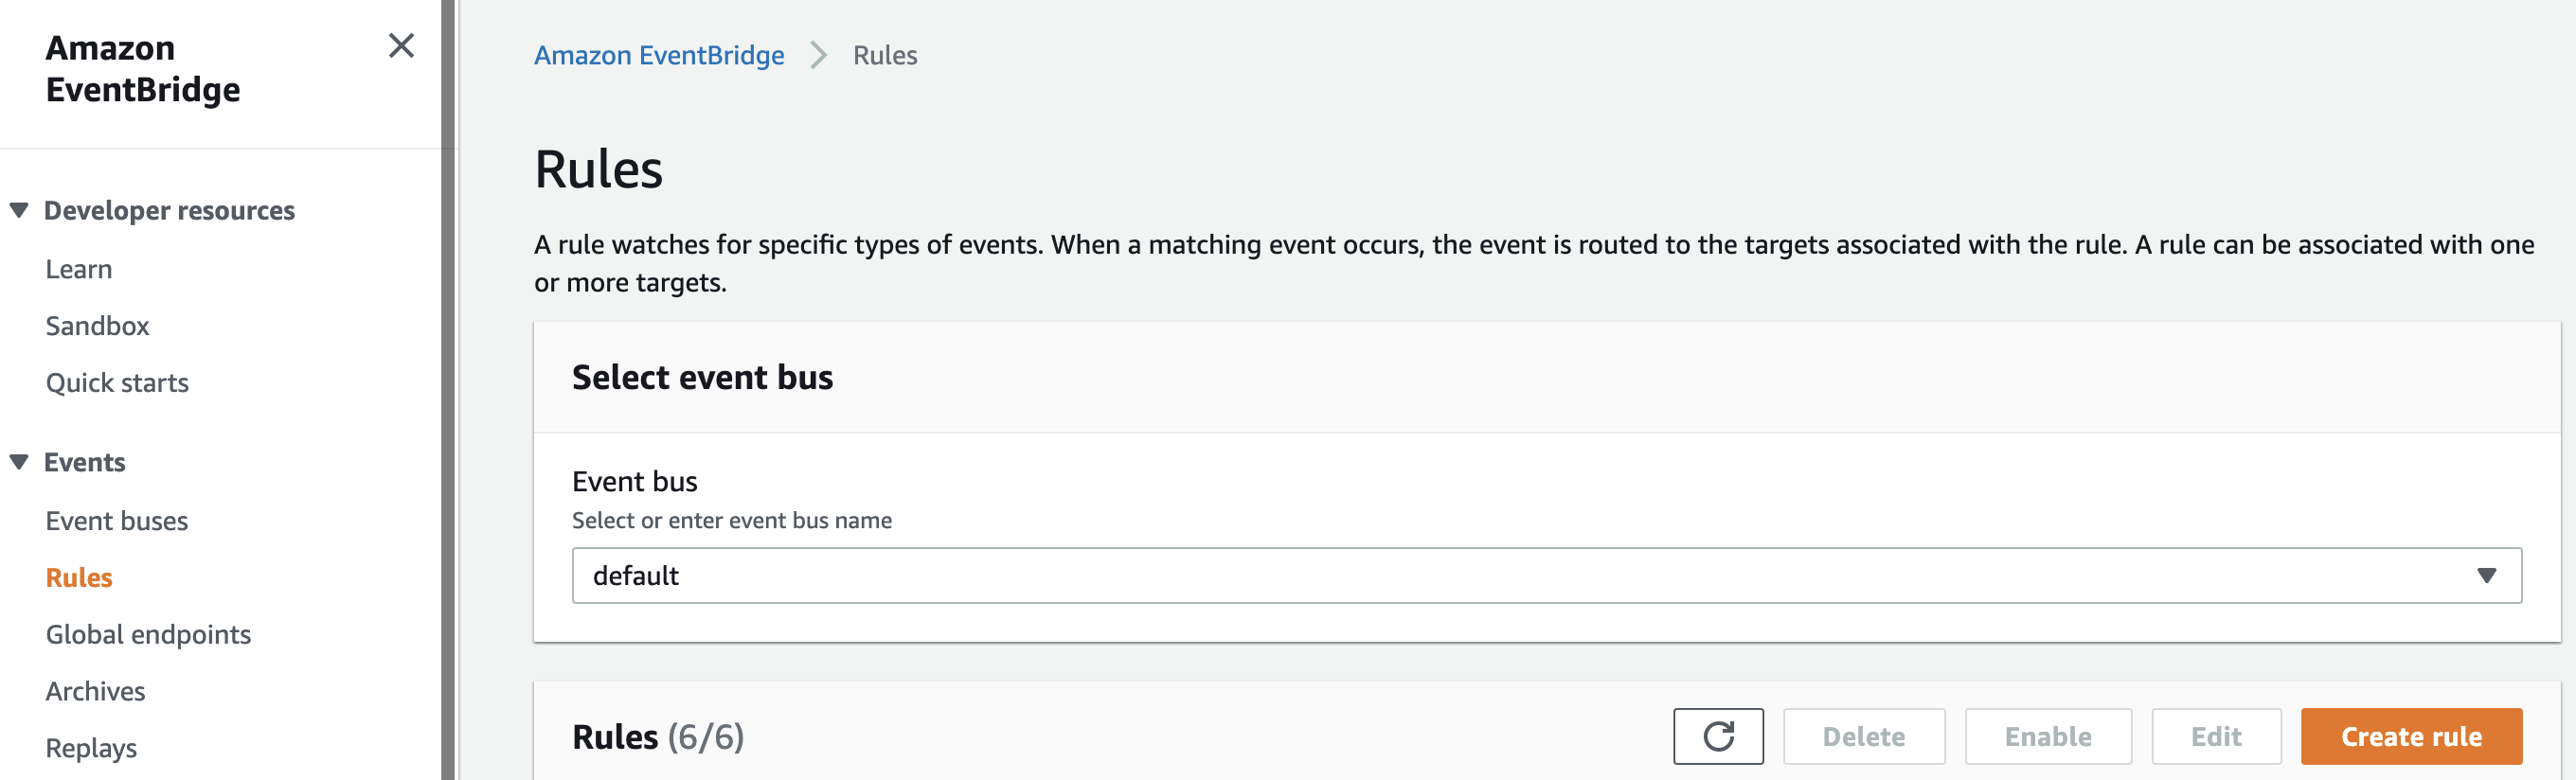 Amazon
EventBridge
Developer resources
Learn
Sandbox
Quick starts
Events
Event buses
Rules
Global endpoints
Archives
Replays
Amazon EventBridge
Rules
Rules
A rule watches for specific types of events. When a matching event occurs, the event is routed to the targets associated with the rule. A rule can be associated with one
or more targets.
Select event bus
Event bus
Select or enter event bus name
default
Rules (6/6)
Delete
Enable
Edit
Create rule